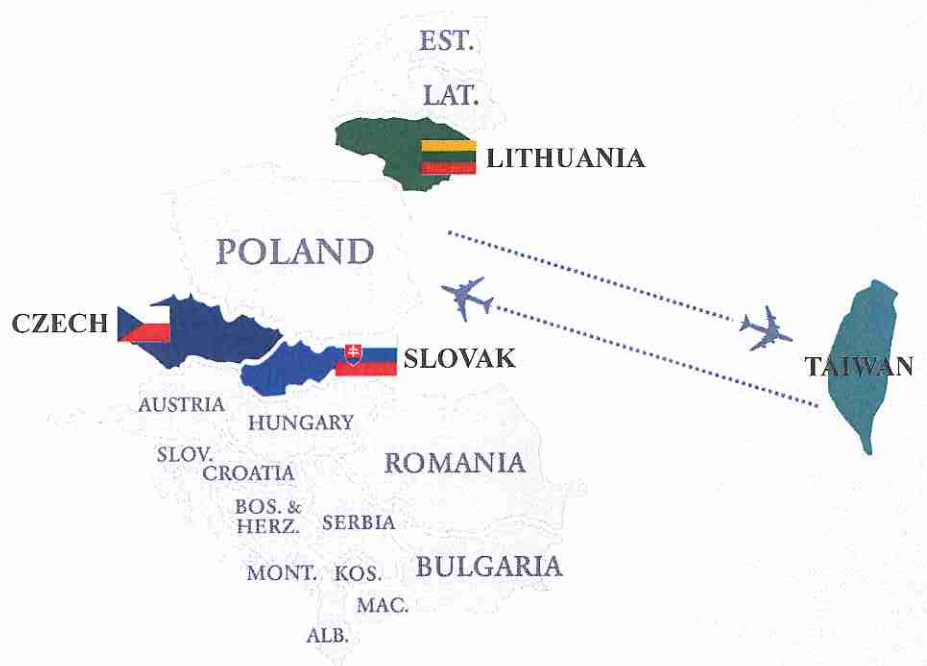 EST.
LAT.
LITHUANIA
POLAND
CZECH
SLOVAK
TAIWAN
AUSTRIA
HUNGARY
SLOV.
CROATIA
ROMANIA
BOS. &
HERZ.
SERBIA
MONT.
KOS.
BULGARIA
MAC.
ALB.